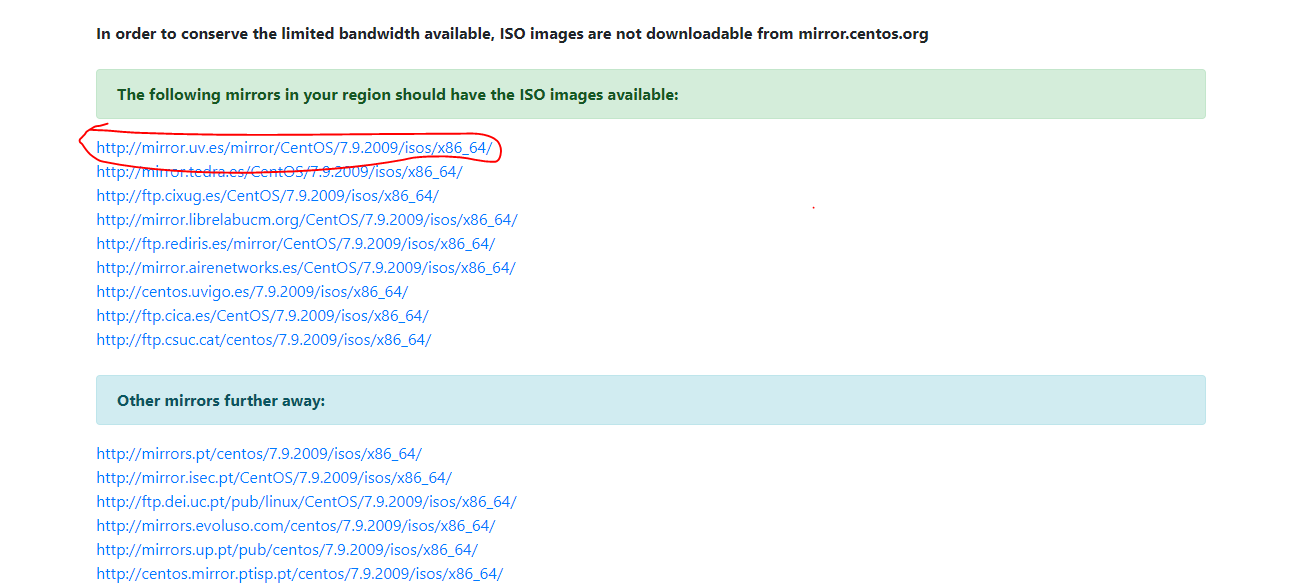 In order to conserve the limited bandwidth available, ISO images are not downloadable from mirror.centos.org
The following mirrors in your region should have the ISO images available:
http://mirror.uv.es/mirror/CentOS/7.9.2009/isos/x86_64/
http://mirror.tedra.es/CentOS/7.9.2009/isos/x86_64/
http://ftp.cixug.es/CentOS/7.9.2009/isos/x86_64/
http://mirror.librelabucm.org/CentOS/7.9.2009/isos/x86_64/
http://ftp.rediris.es/mirror/CentOS/7.9.2009/isos/x86_64/
http://mirror.airenetworks.es/CentOS/7.9.2009/isos/x86_64/
http://centos.uvigo.es/7.9.2009/isos/x86_64/
http://ftp.cica.es/CentOS/7.9.2009/isos/x86_64/
http://ftp.csuc.cat/centos/7.9.2009/isos/x86_64/
Other mirrors further away:
http://mirrors.pt/centos/7.9.2009/isos/x86_64/
http://mirror.isec.pt/CentOS/7.9.2009/isos/x86_64/
http://ftp.dei.uc.pt/pub/linux/CentOS/7.9.2009/isos/x86_64/
http://mirrors.evoluso.com/centos/7.9.2009/isos/x86_64/
http://mirrors.up.pt/pub/centos/7.9.2009/isos/x86_64/
http://centos.mirror.ptisp.pt/centos/7.9.2009/isos/x86_64/